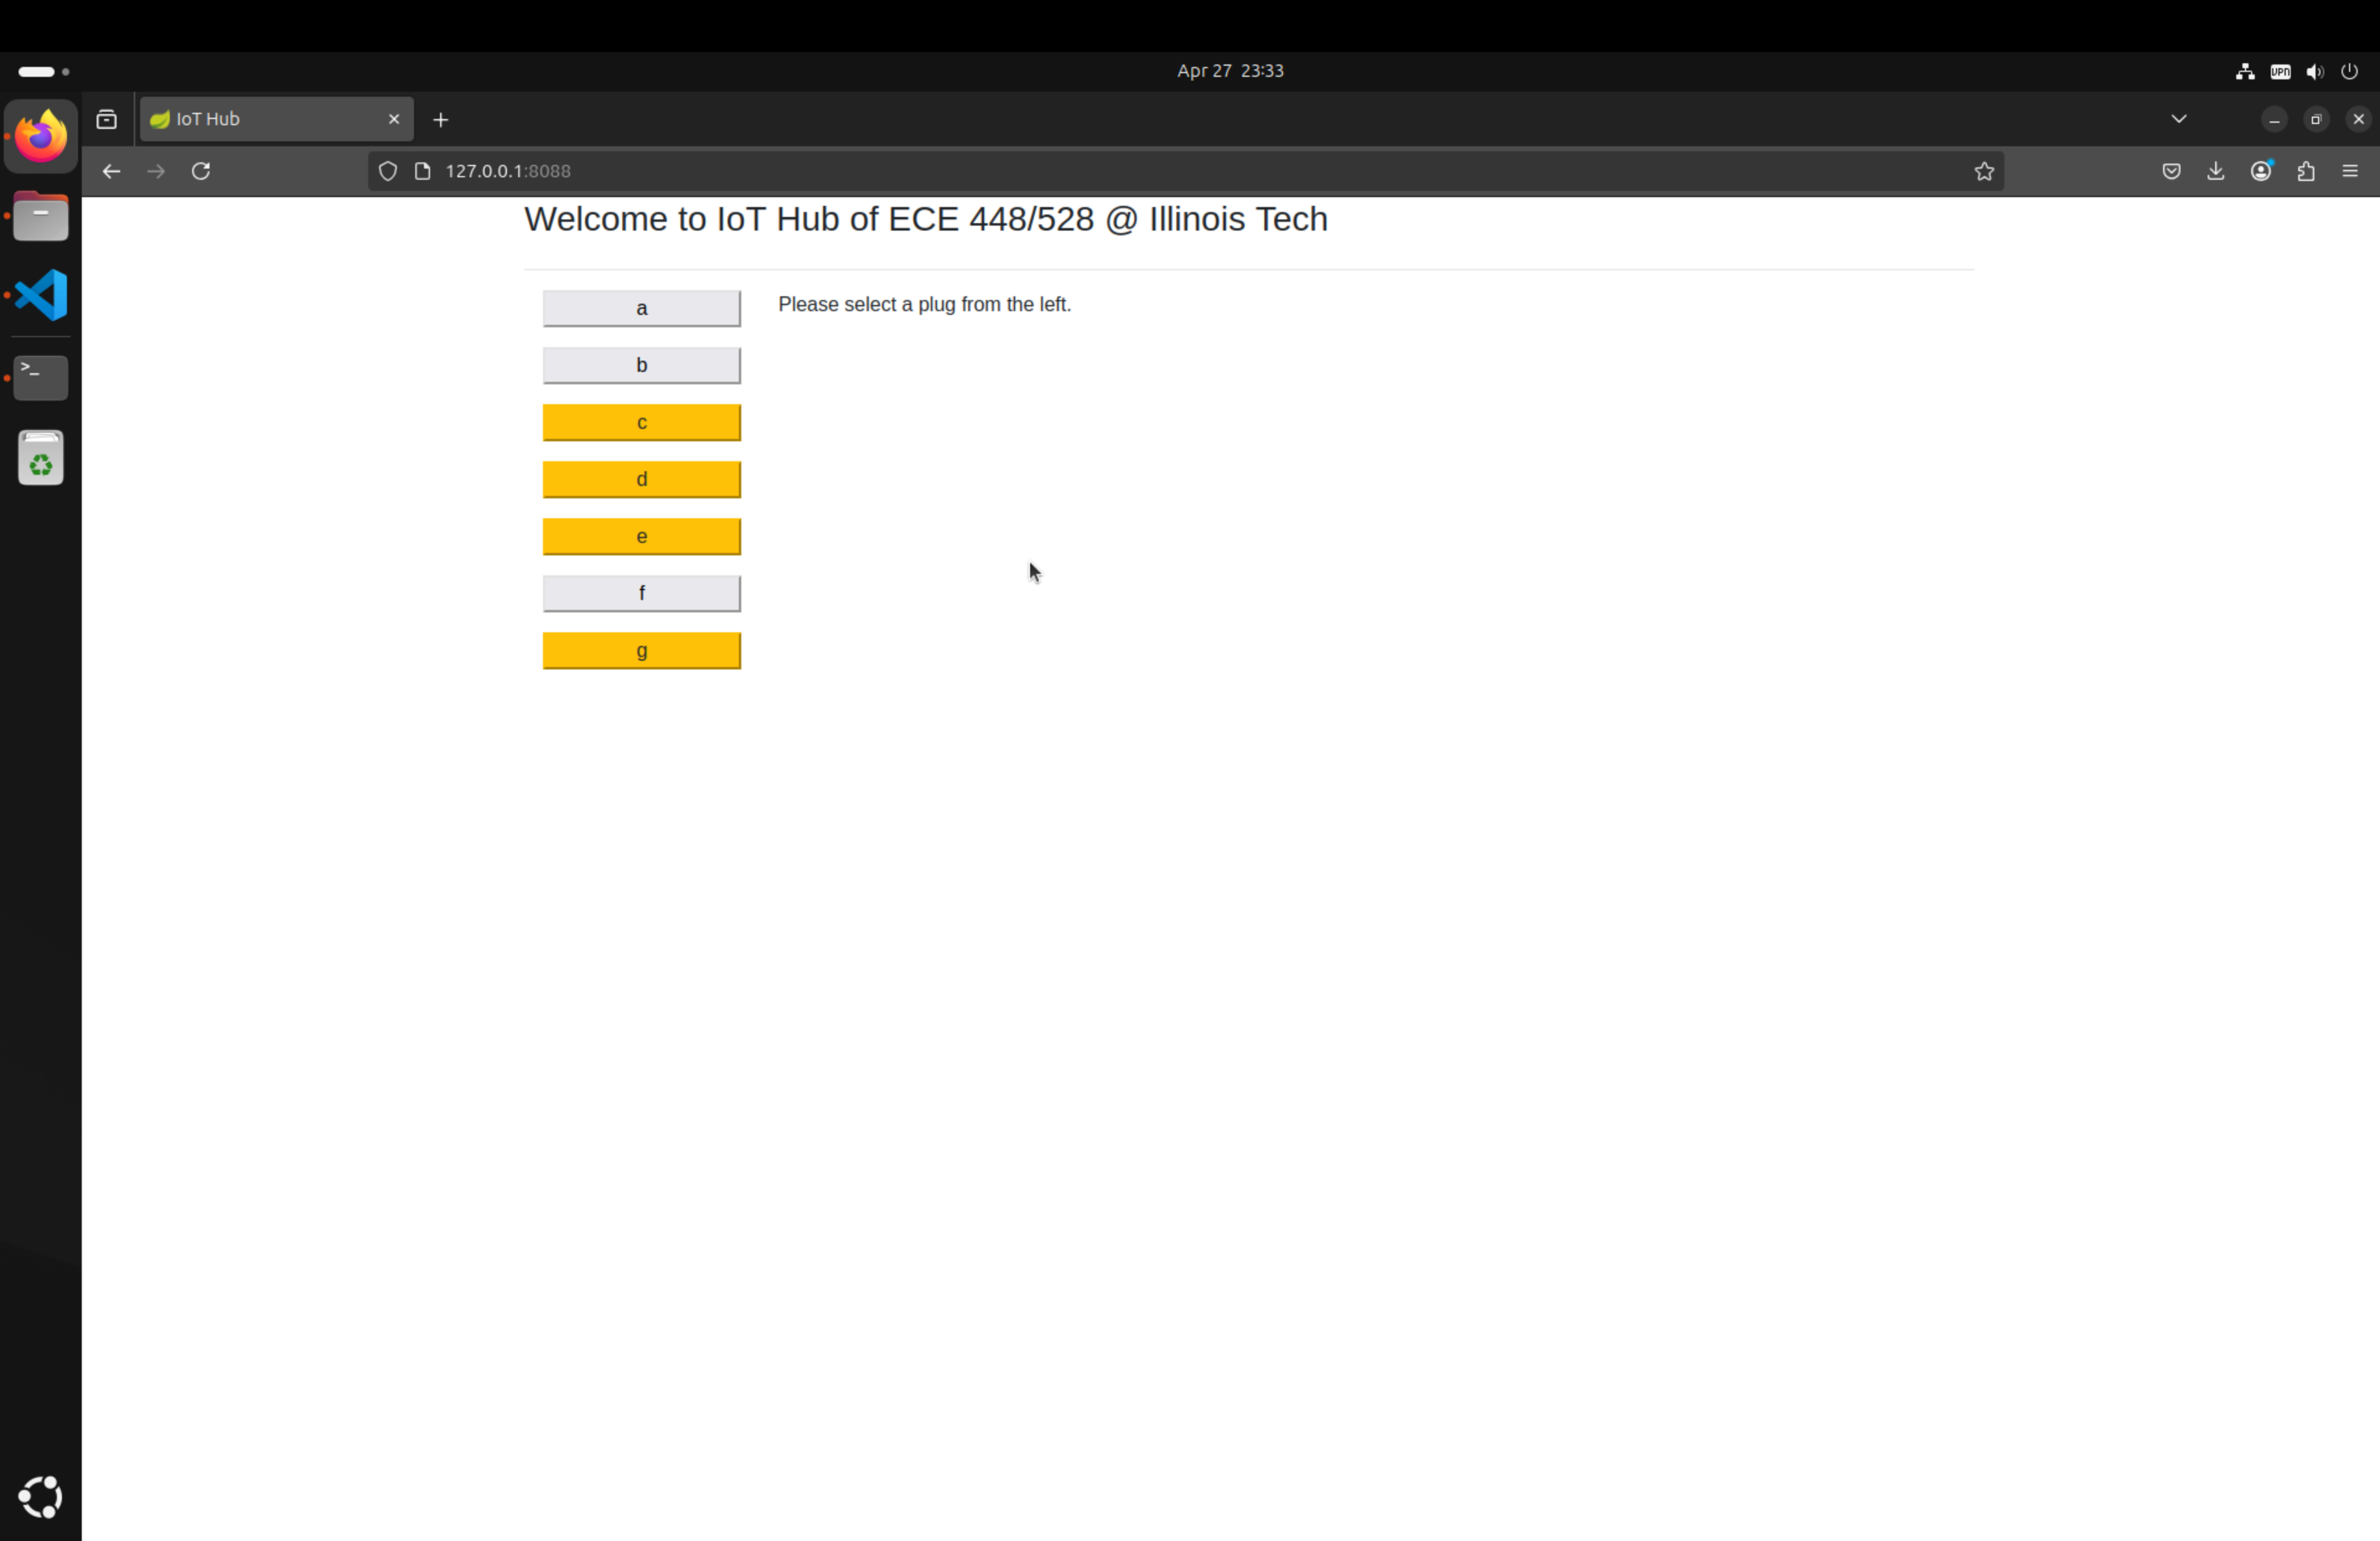 Apr 27 23:33
VPN
IoT Hub
127.0.0.1:8088
Welcome to IoT Hub of ECE 448/528 @ Illinois Tech
a
Please select a plug from the left.
b
c
d
e
f
g
>_